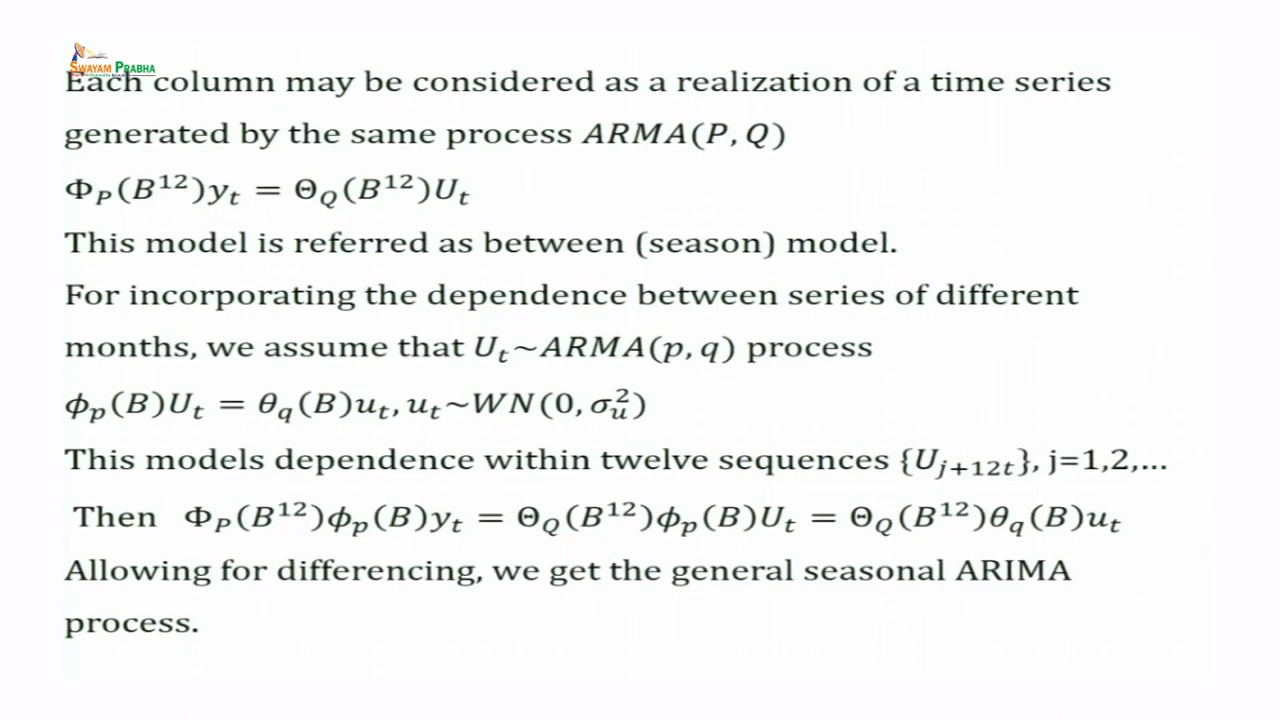 SWAYAM PRABHA
Each column may be considered as a realization of a time series
generated by the same process ARMA(P, Q)
Φ_P(B^12)y_t = Θ_Q(B^12)U_t
This model is referred as between (season) model.
For incorporating the dependence between series of different
months, we assume that U_t~ARMA(p, q) process
ϕ_p(B)U_t = θ_q(B)u_t, u_t~WN(0, σ_u^2)
This models dependence within twelve sequences {U_{j+12t}}, j=1,2,...
Then Φ_P(B^12)ϕ_p(B)y_t = Θ_Q(B^12)ϕ_p(B)U_t = Θ_Q(B^12)θ_q(B)u_t
Allowing for differencing, we get the general seasonal ARIMA
process.